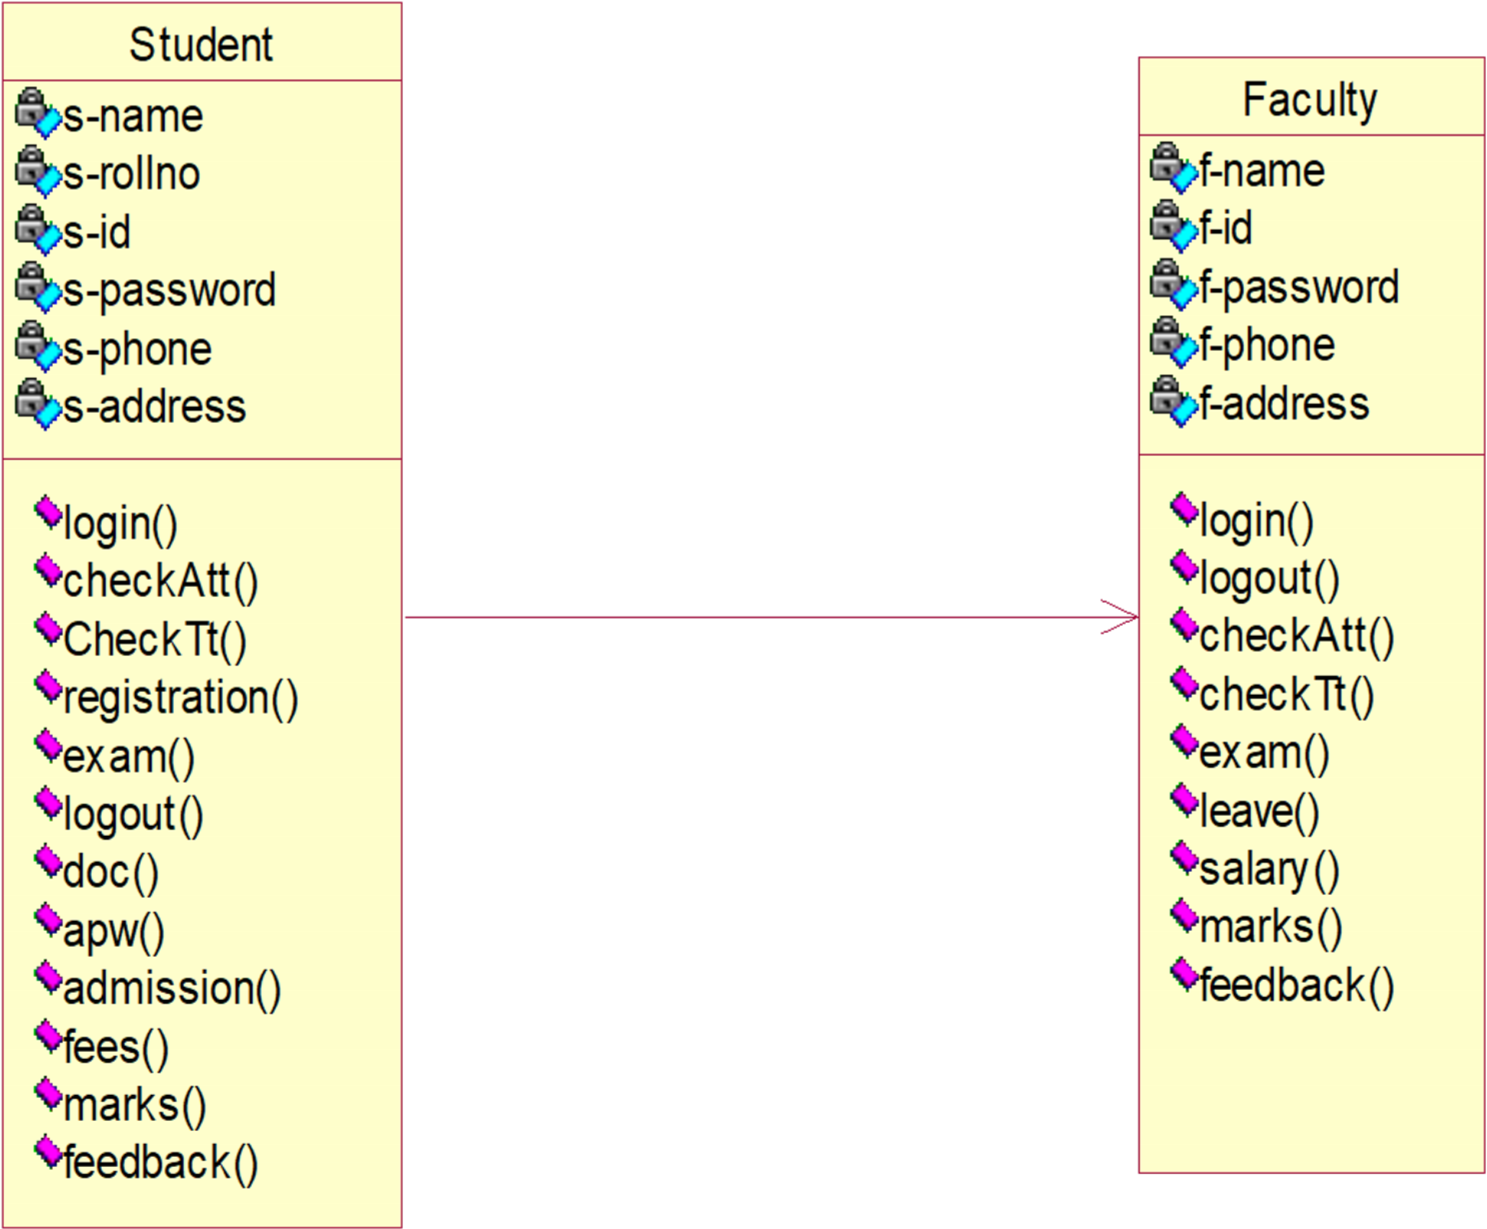 Student
s-name
s-rollno
s-id
s-password
s-phone
s-address
login()
checkAtt()
CheckTt()
registration()
exam()
logout()
doc()
apw()
admission()
fees()
marks()
feedback()
Faculty
f-name
f-id
f-password
f-phone
f-address
login()
logout()
checkAtt()
checkTt()
exam()
leave()
salary()
marks()
feedback()